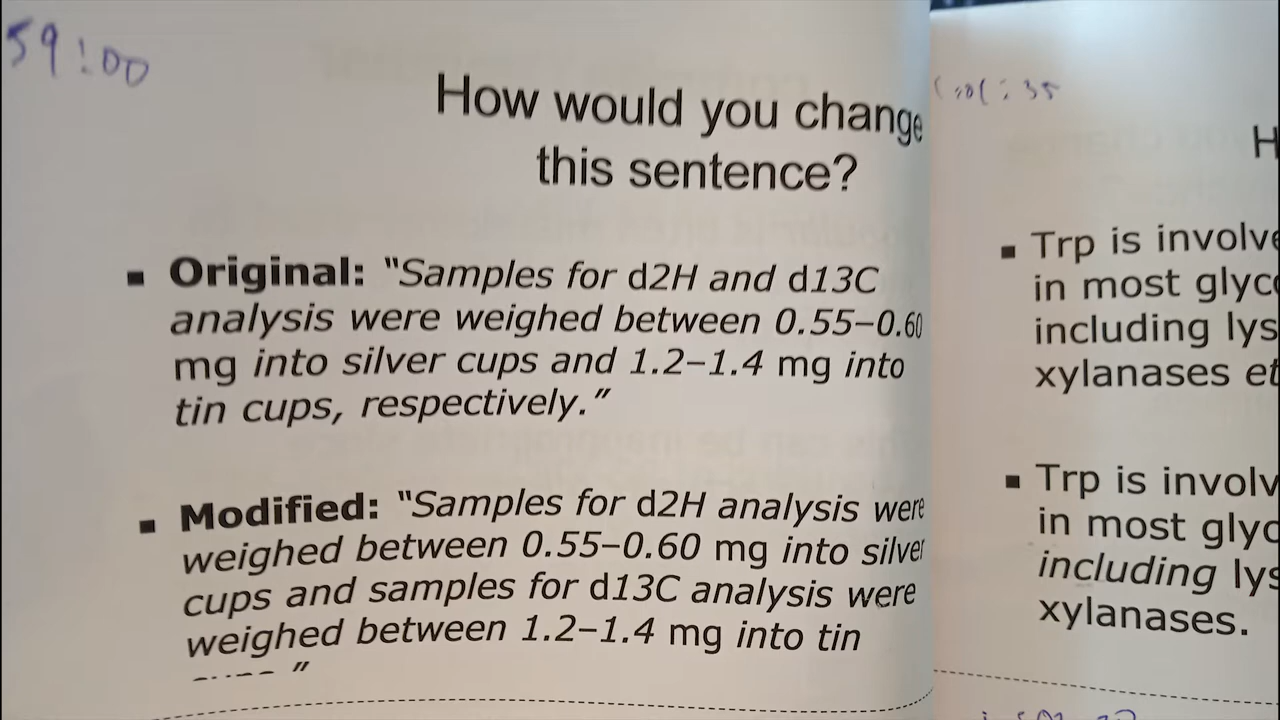 59:00
How would you change
this sentence?
▪ Original: “Samples for d2H and d13C
analysis were weighed between 0.55–0.60
mg into silver cups and 1.2–1.4 mg into
tin cups, respectively.”
▪ Modified: “Samples for d2H analysis were
weighed between 0.55–0.60 mg into silver
cups and samples for d13C analysis were
weighed between 1.2–1.4 mg into tin
”
H
▪ Trp is involve
in most glyc
including lys
xylanases et
▪ Trp is involv
in most glyc
including lys
xylanases.